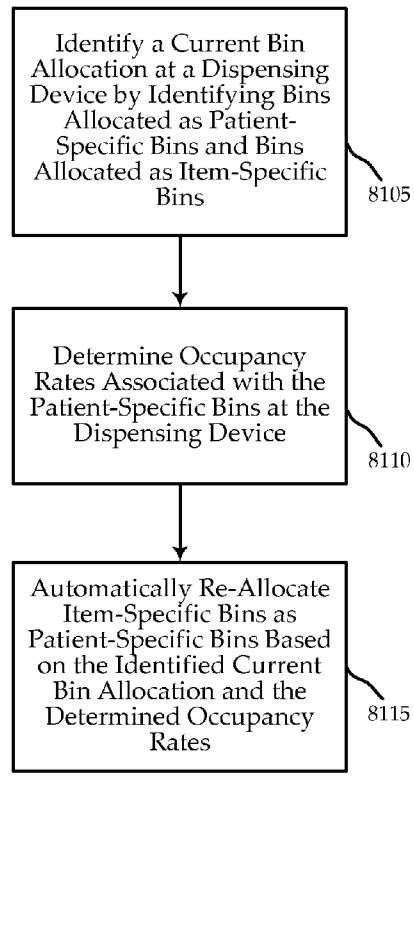 Identify a Current Bin
Allocation at a Dispensing
Device by Identifying Bins
Allocated as Patient-
Specific Bins and Bins
Allocated as Item-Specific
Bins
8105
Determine Occupancy
Rates Associated with the
Patient-Specific Bins at the
Dispensing Device
8110
Automatically Re-Allocate
Item-Specific Bins as
Patient-Specific Bins Based
on the Identified Current
Bin Allocation and the
Determined Occupancy
Rates
8115